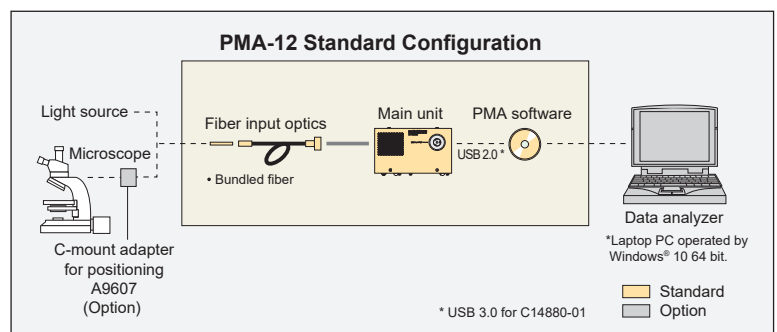 PMA-12 Standard Configuration
Light source
Microscope
C-mount adapter
for positioning
A9607
(Option)
Fiber input optics
• Bundled fiber
Main unit
USB 2.0 *
PMA software
Data analyzer
*Laptop PC operated by
Windows® 10 64 bit.
Standard
Option
* USB 3.0 for C14880-01